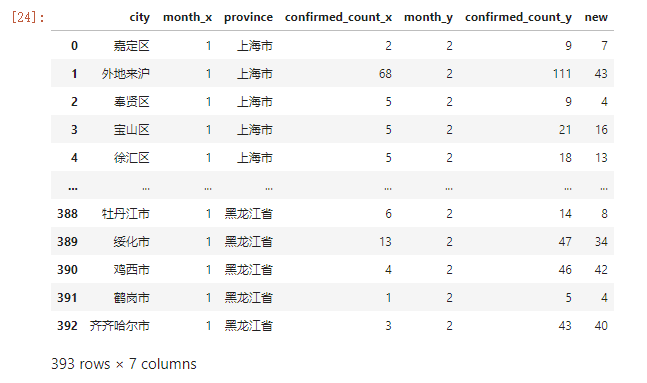 [24]: city month_x province confirmed_count_x month_y confirmed_count_y new
0 嘉定区 1 上海市 2 2 9 7
1 外地来沪 1 上海市 68 2 111 43
2 奉贤区 1 上海市 5 2 9 4
3 宝山区 1 上海市 5 2 21 16
4 徐汇区 1 上海市 5 2 18 13
... ... ... ... ... ... ... ...
388 牡丹江市 1 黑龙江省 6 2 14 8
389 绥化市 1 黑龙江省 13 2 47 34
390 鸡西市 1 黑龙江省 4 2 46 42
391 鹤岗市 1 黑龙江省 1 2 5 4
392 齐齐哈尔市 1 黑龙江省 3 2 43 40
393 rows × 7 columns